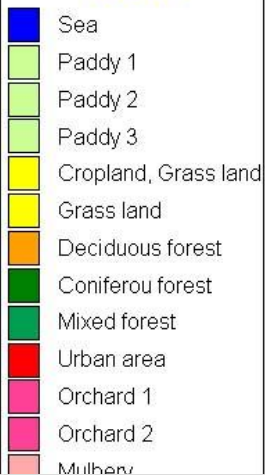 Sea
Paddy 1
Paddy 2
Paddy 3
Cropland, Grass land
Grass land
Deciduous forest
Coniferou forest
Mixed forest
Urban area
Orchard 1
Orchard 2
Mulbery